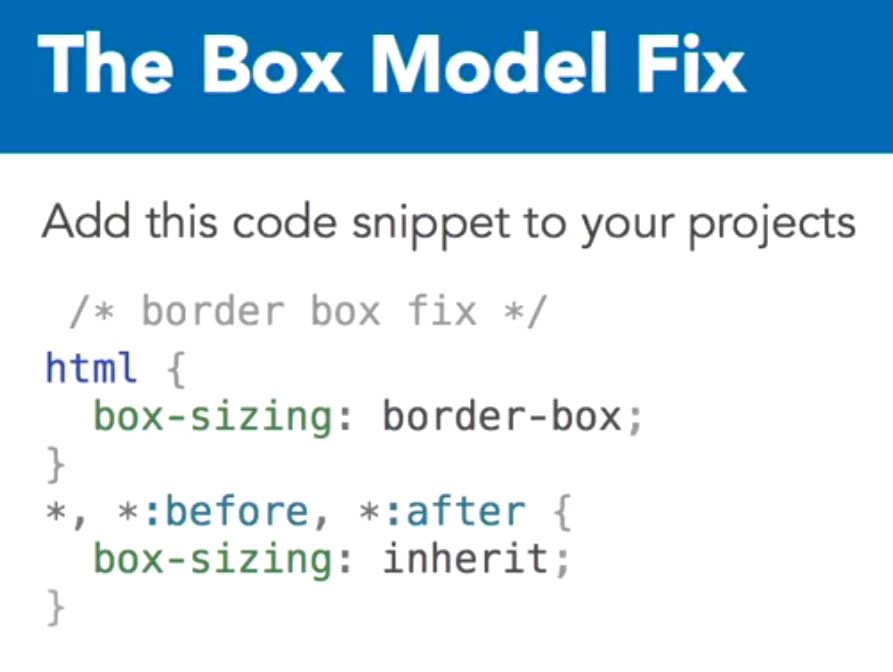 The Box Model Fix
Add this code snippet to your projects
/* border box fix */
html {
box-sizing: border-box;
}
*, *:before, *:after {
box-sizing: inherit;
}